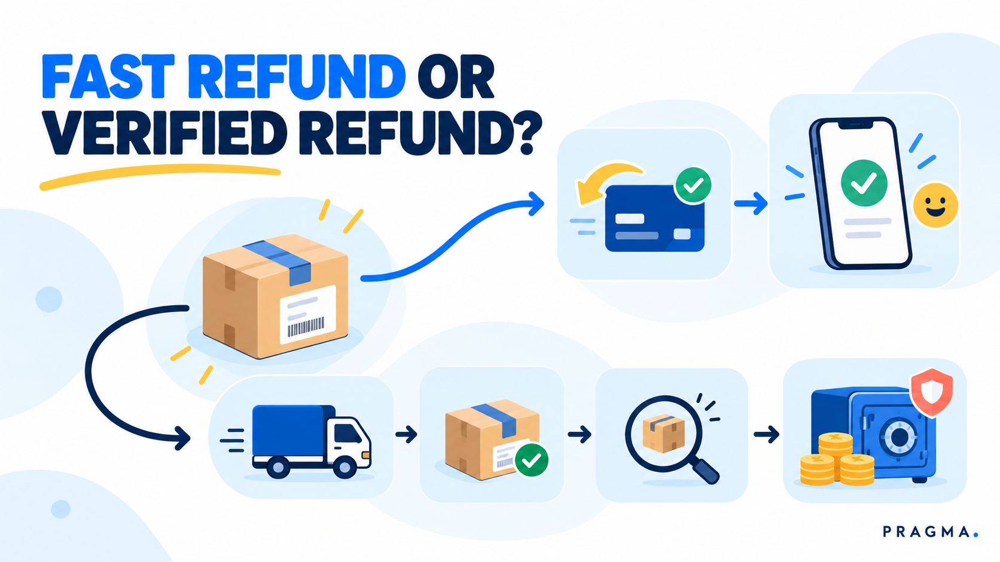 FAST REFUND OR
VERIFIED REFUND?
PRAGMA.